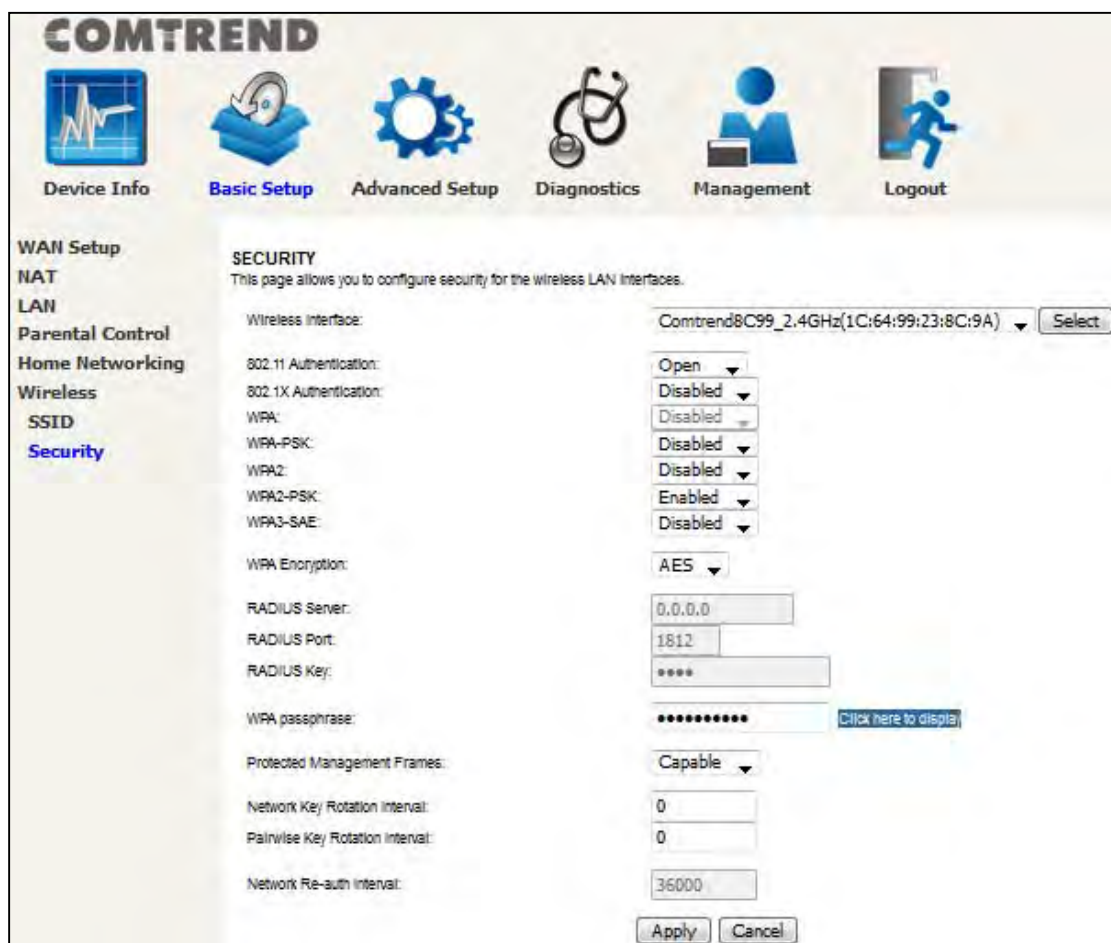 COMTREND
Device Info Basic Setup Advanced Setup Diagnostics Management Logout
WAN Setup
NAT
LAN
Parental Control
Home Networking
Wireless
SSID
Security
SECURITY
This page allows you to configure security for the wireless LAN interfaces.
Wireless Interface: Comtrend8C99_2.4GHz(1C:64:99:23:8C:9A) Select
802.11 Authentication: Open
802.1X Authentication: Disabled
WPA: Disabled
WPA-PSK: Disabled
WPA2: Disabled
WPA2-PSK: Enabled
WPA3-SAE: Disabled
WPA Encryption: AES
RADIUS Server: 0.0.0.0
RADIUS Port: 1812
RADIUS Key: ••••
WPA passphrase: •••••••••• Click here to display
Protected Management Frames: Capable
Network Key Rotation Interval: 0
Pairwise Key Rotation Interval: 0
Network Re-auth Interval: 36000
Apply Cancel